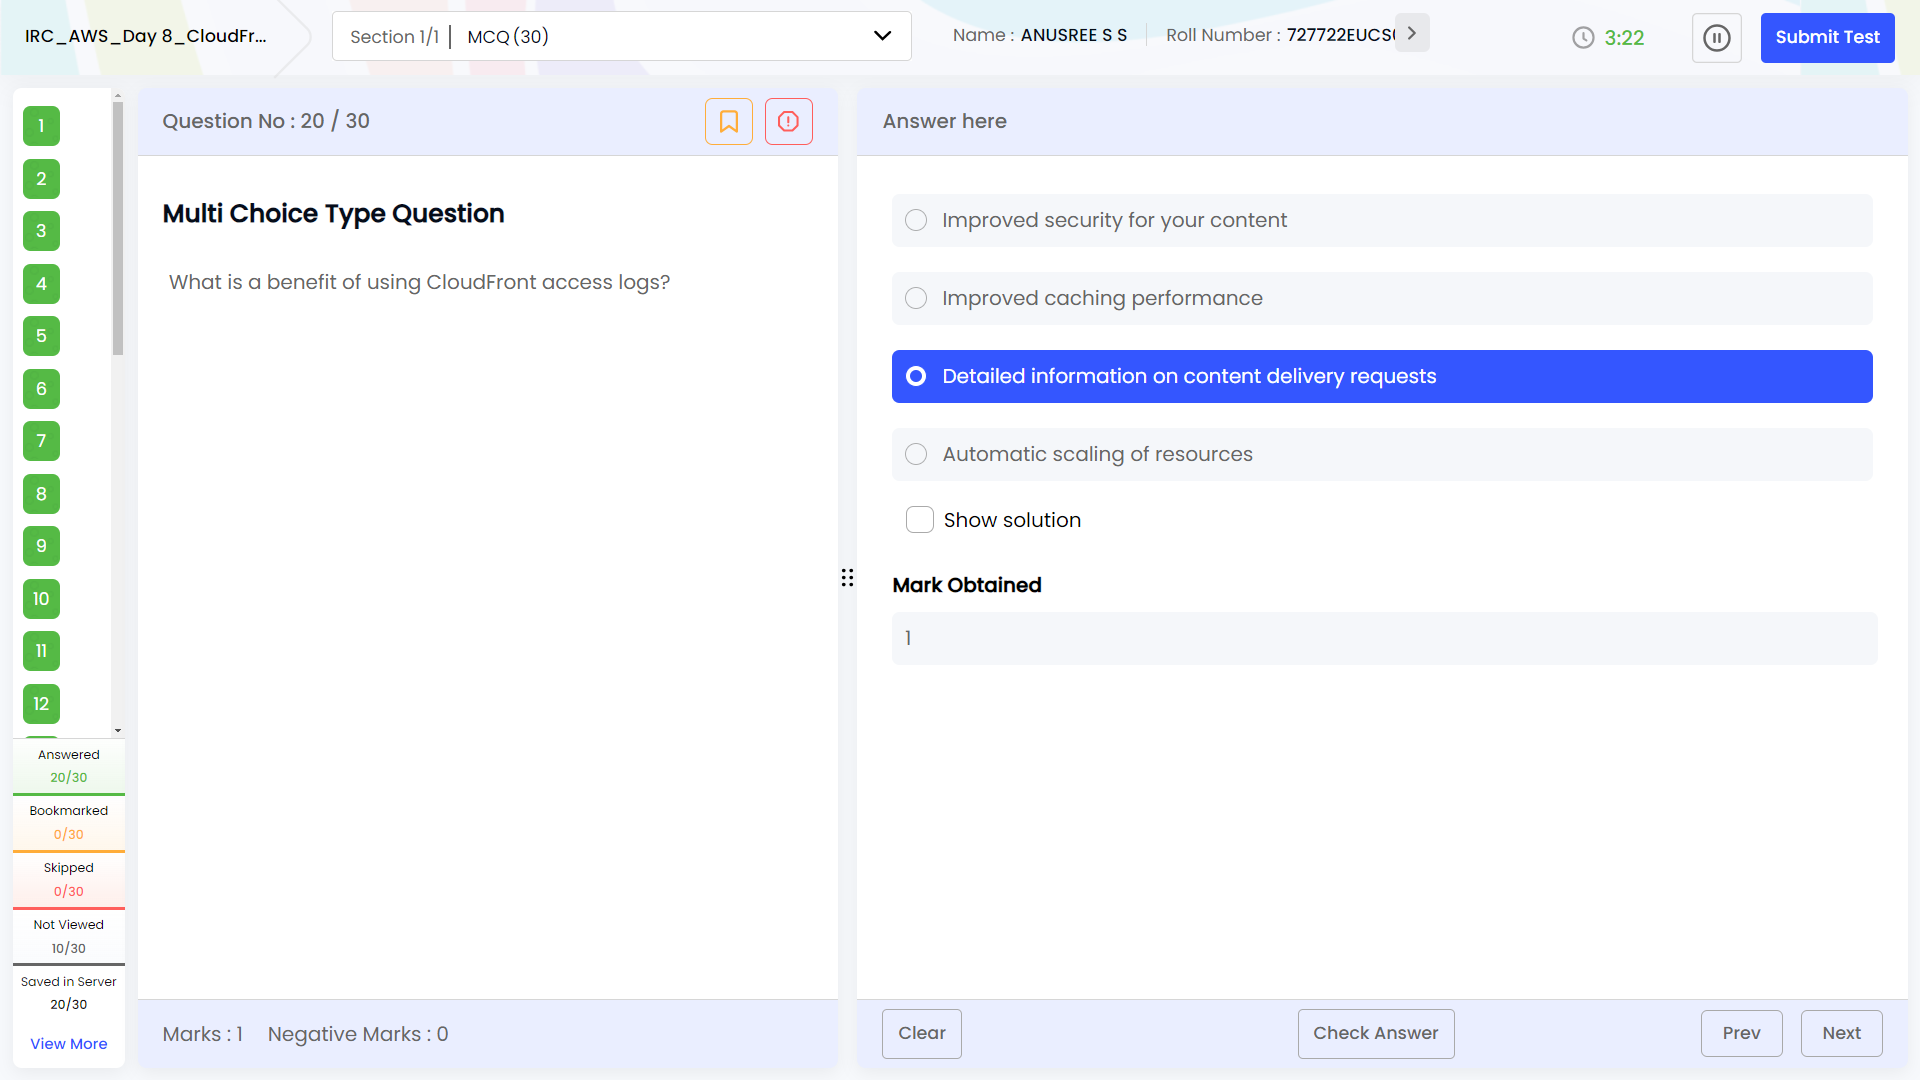 IRC_AWS_Day 8_CloudFr...
Section 1/1 | MCQ (30)
Name : ANUSREE S S
Roll Number : 727722EUCS
3:22
Submit Test
1
2
3
4
5
6
7
8
9
10
11
12
Answered
20/30
Bookmarked
0/30
Skipped
0/30
Not Viewed
10/30
Saved in Server
20/30
View More
Question No : 20 / 30
Multi Choice Type Question
What is a benefit of using CloudFront access logs?
Marks : 1 Negative Marks : 0
Answer here
Improved security for your content
Improved caching performance
Detailed information on content delivery requests
Automatic scaling of resources
Show solution
Mark Obtained
1
Clear
Check Answer
Prev
Next